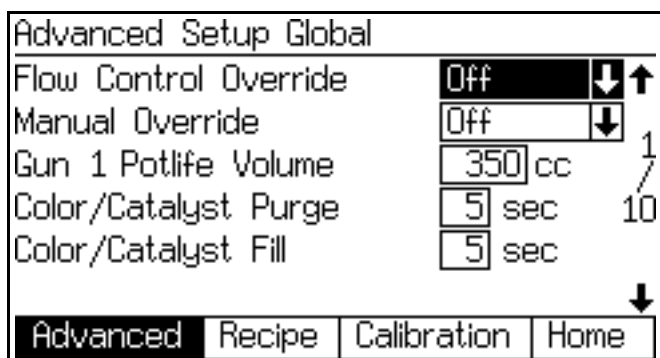 Advanced Setup Global
Flow Control Override Off
Manual Override Off
Gun 1 Potlife Volume 350 cc
Color/Catalyst Purge 5 sec
Color/Catalyst Fill 5 sec
1/10
Advanced Recipe Calibration Home